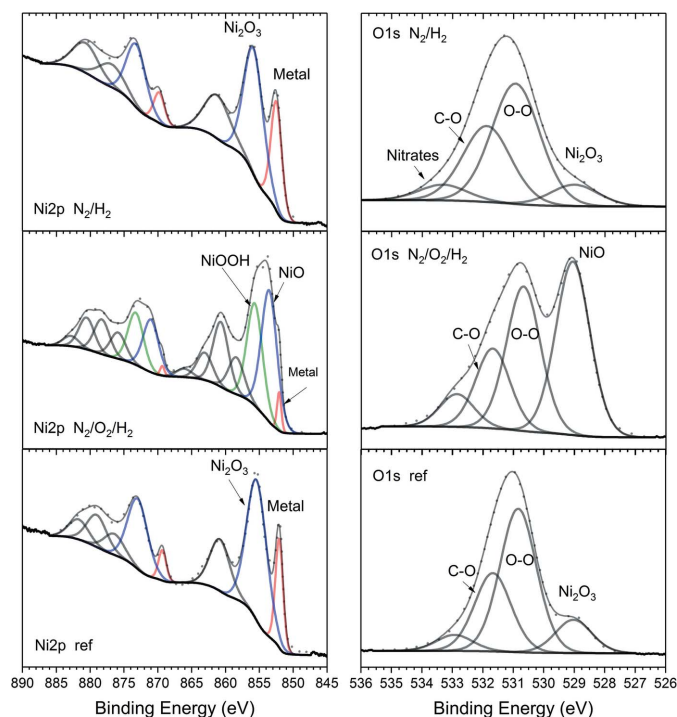 Ni₂O₃
Metal
Ni2p N₂/H₂
O1s N₂/H₂
C-O
O-O
Nitrates
Ni₂O₃
NiOOH
NiO
Metal
Ni2p N₂/O₂/H₂
O1s N₂/O₂/H₂
NiO
C-O
O-O
Ni₂O₃
Metal
Ni2p ref
O1s ref
C-O
O-O
Ni₂O₃
890 885 880 875 870 865 860 855 850 845
Binding Energy (eV)
536 535 534 533 532 531 530 529 528 527 526
Binding Energy (eV)